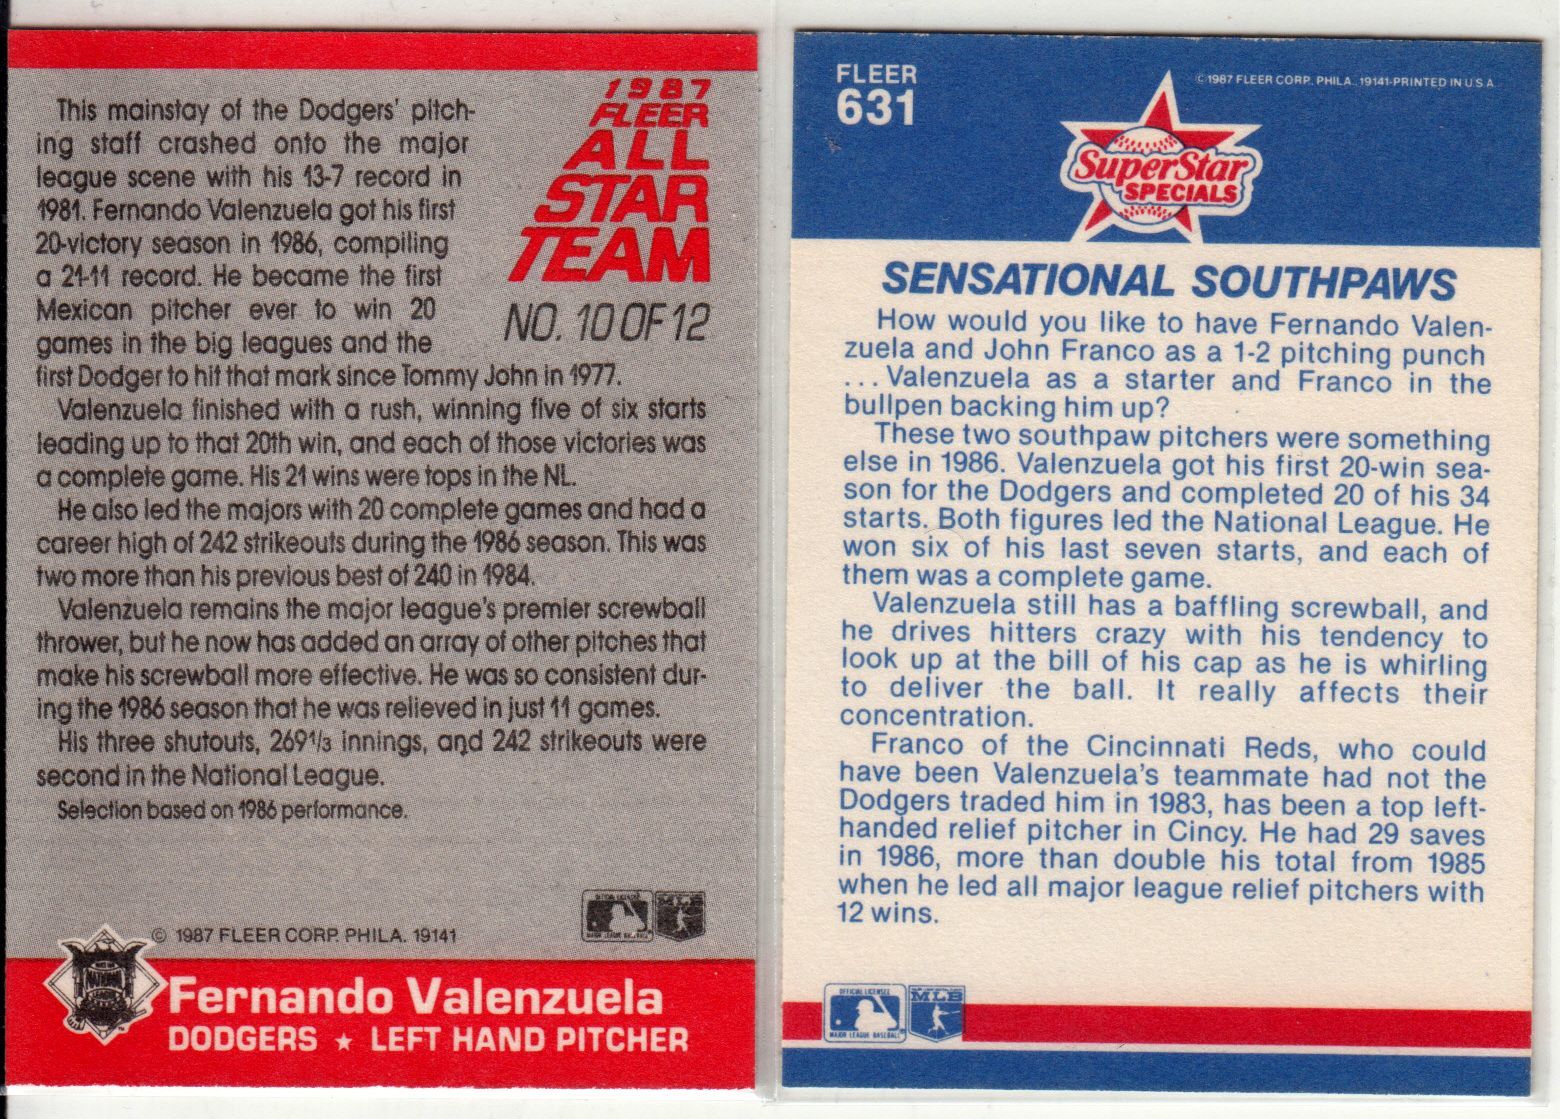 This mainstay of the Dodgers' pitch-
ing staff crashed onto the major
league scene with his 13-7 record in
1981. Fernando Valenzuela got his first
20-victory season in 1986, compiling
a 21-11 record. He became the first
Mexican pitcher ever to win 20
games in the big leagues and the
first Dodger to hit that mark since Tommy John in 1977.
Valenzuela finished with a rush, winning five of six starts
leading up to that 20th win, and each of those victories was
a complete game. His 21 wins were tops in the NL.
He also led the majors with 20 complete games and had a
career high of 242 strikeouts during the 1986 season. This was
two more than his previous best of 240 in 1984.
Valenzuela remains the major league's premier screwball
thrower, but he now has added an array of other pitches that
make his screwball more effective. He was so consistent dur-
ing the 1986 season that he was relieved in just 11 games.
His three shutouts, 269 1/3 innings, and 242 strikeouts were
second in the National League.
Selection based on 1986 performance.
1987
FLEER
ALL
STAR
TEAM
NO. 10 OF 12
MLB
© 1987 FLEER CORP. PHILA. 19141
NATIONAL
LEAGUE
Fernando Valenzuela
DODGERS ★ LEFT HAND PITCHER
FLEER
631
© 1987 FLEER CORP. PHILA. 19141-PRINTED IN U.S.A.
SuperStar
SPECIALS
SENSATIONAL SOUTHPAWS
How would you like to have Fernando Valen-
zuela and John Franco as a 1-2 pitching punch
...Valenzuela as a starter and Franco in the
bullpen backing him up?
These two southpaw pitchers were something
else in 1986. Valenzuela got his first 20-win sea-
son for the Dodgers and completed 20 of his 34
starts. Both figures led the National League. He
won six of his last seven starts, and each of
them was a complete game.
Valenzuela still has a baffling screwball, and
he drives hitters crazy with his tendency to
look up at the bill of his cap as he is whirling
to deliver the ball. It really affects their
concentration.
Franco of the Cincinnati Reds, who could
have been Valenzuela's teammate had not the
Dodgers traded him in 1983, has been a top left-
handed relief pitcher in Cincy. He had 29 saves
in 1986, more than double his total from 1985
when he led all major league relief pitchers with
12 wins.
OFFICIAL LICENSEE
MAJOR LEAGUE BASEBALL
MLB